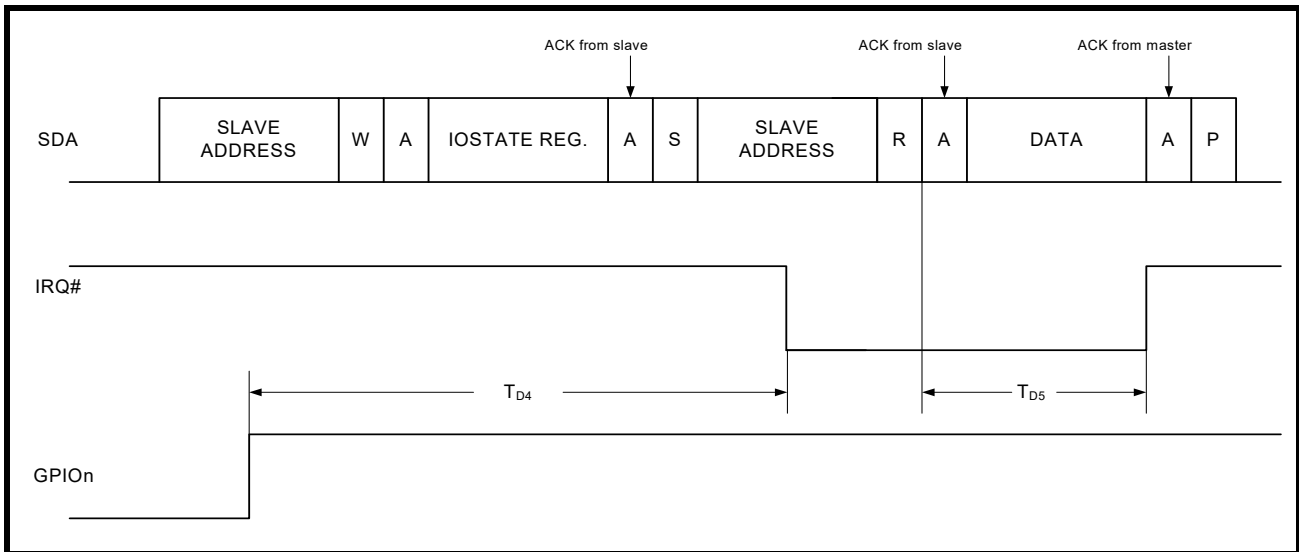 ACK from slave ACK from slave ACK from master
SDA SLAVE ADDRESS W A IOSTATE REG. A S SLAVE ADDRESS R A DATA A P
IRQ#
TD4 TD5
GPIOn